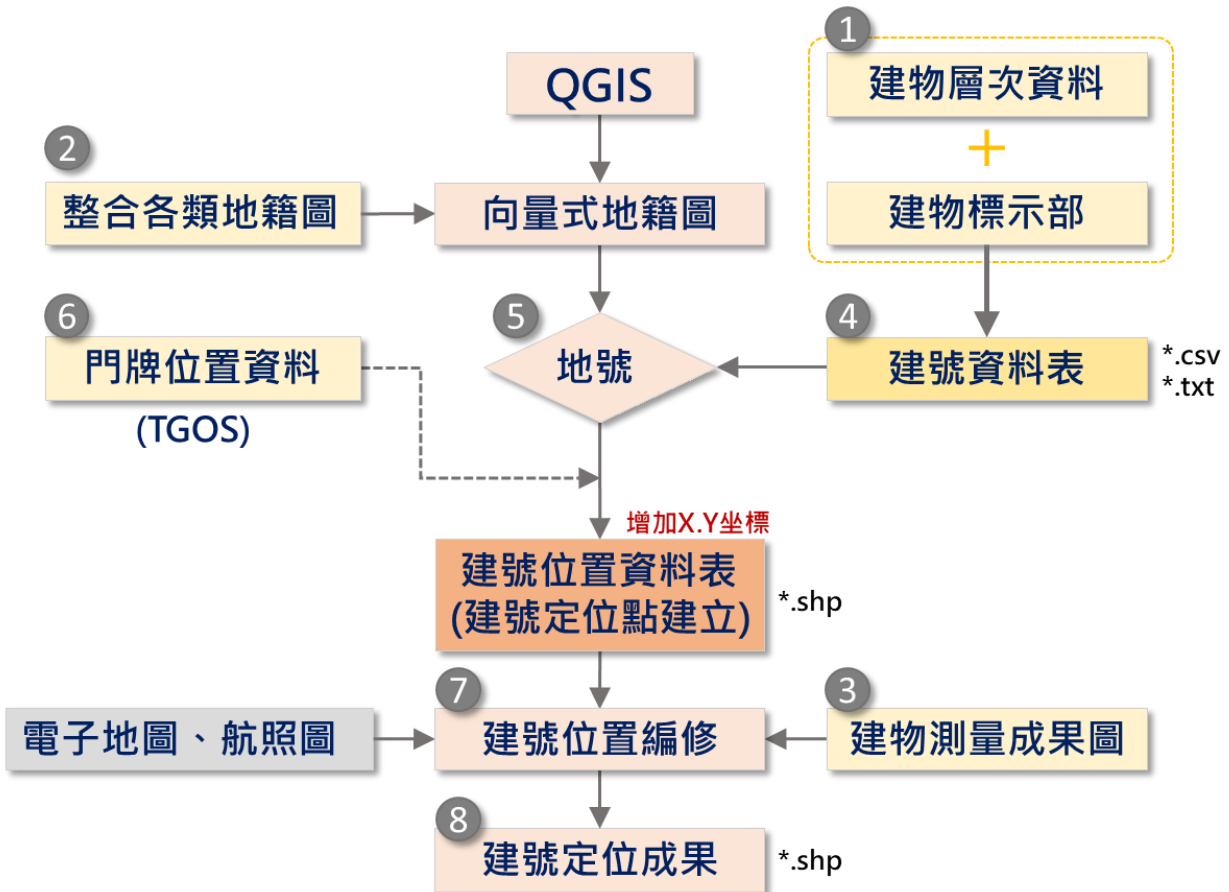 1
QGIS
建物層次資料
+
2
整合各類地籍圖
向量式地籍圖
建物標示部
6
5
4
門牌位置資料
(TGOS)
地號
建號資料表
*.csv
*.txt
增加X.Y坐標
建號位置資料表
(建號定位點建立)
*.shp
7
3
電子地圖、航照圖
建號位置編修
建物測量成果圖
8
建號定位成果
*.shp